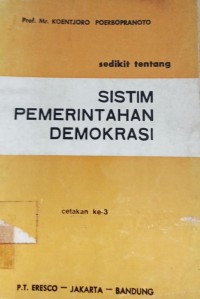 Prof. Mr. KOENTJORO POERBOPRANOTO
sedikit tentang
SISTIM
PEMERINTAHAN
DEMOKRASI
cetakan ke-3
P.T. ERESCO — JAKARTA — BANDUNG